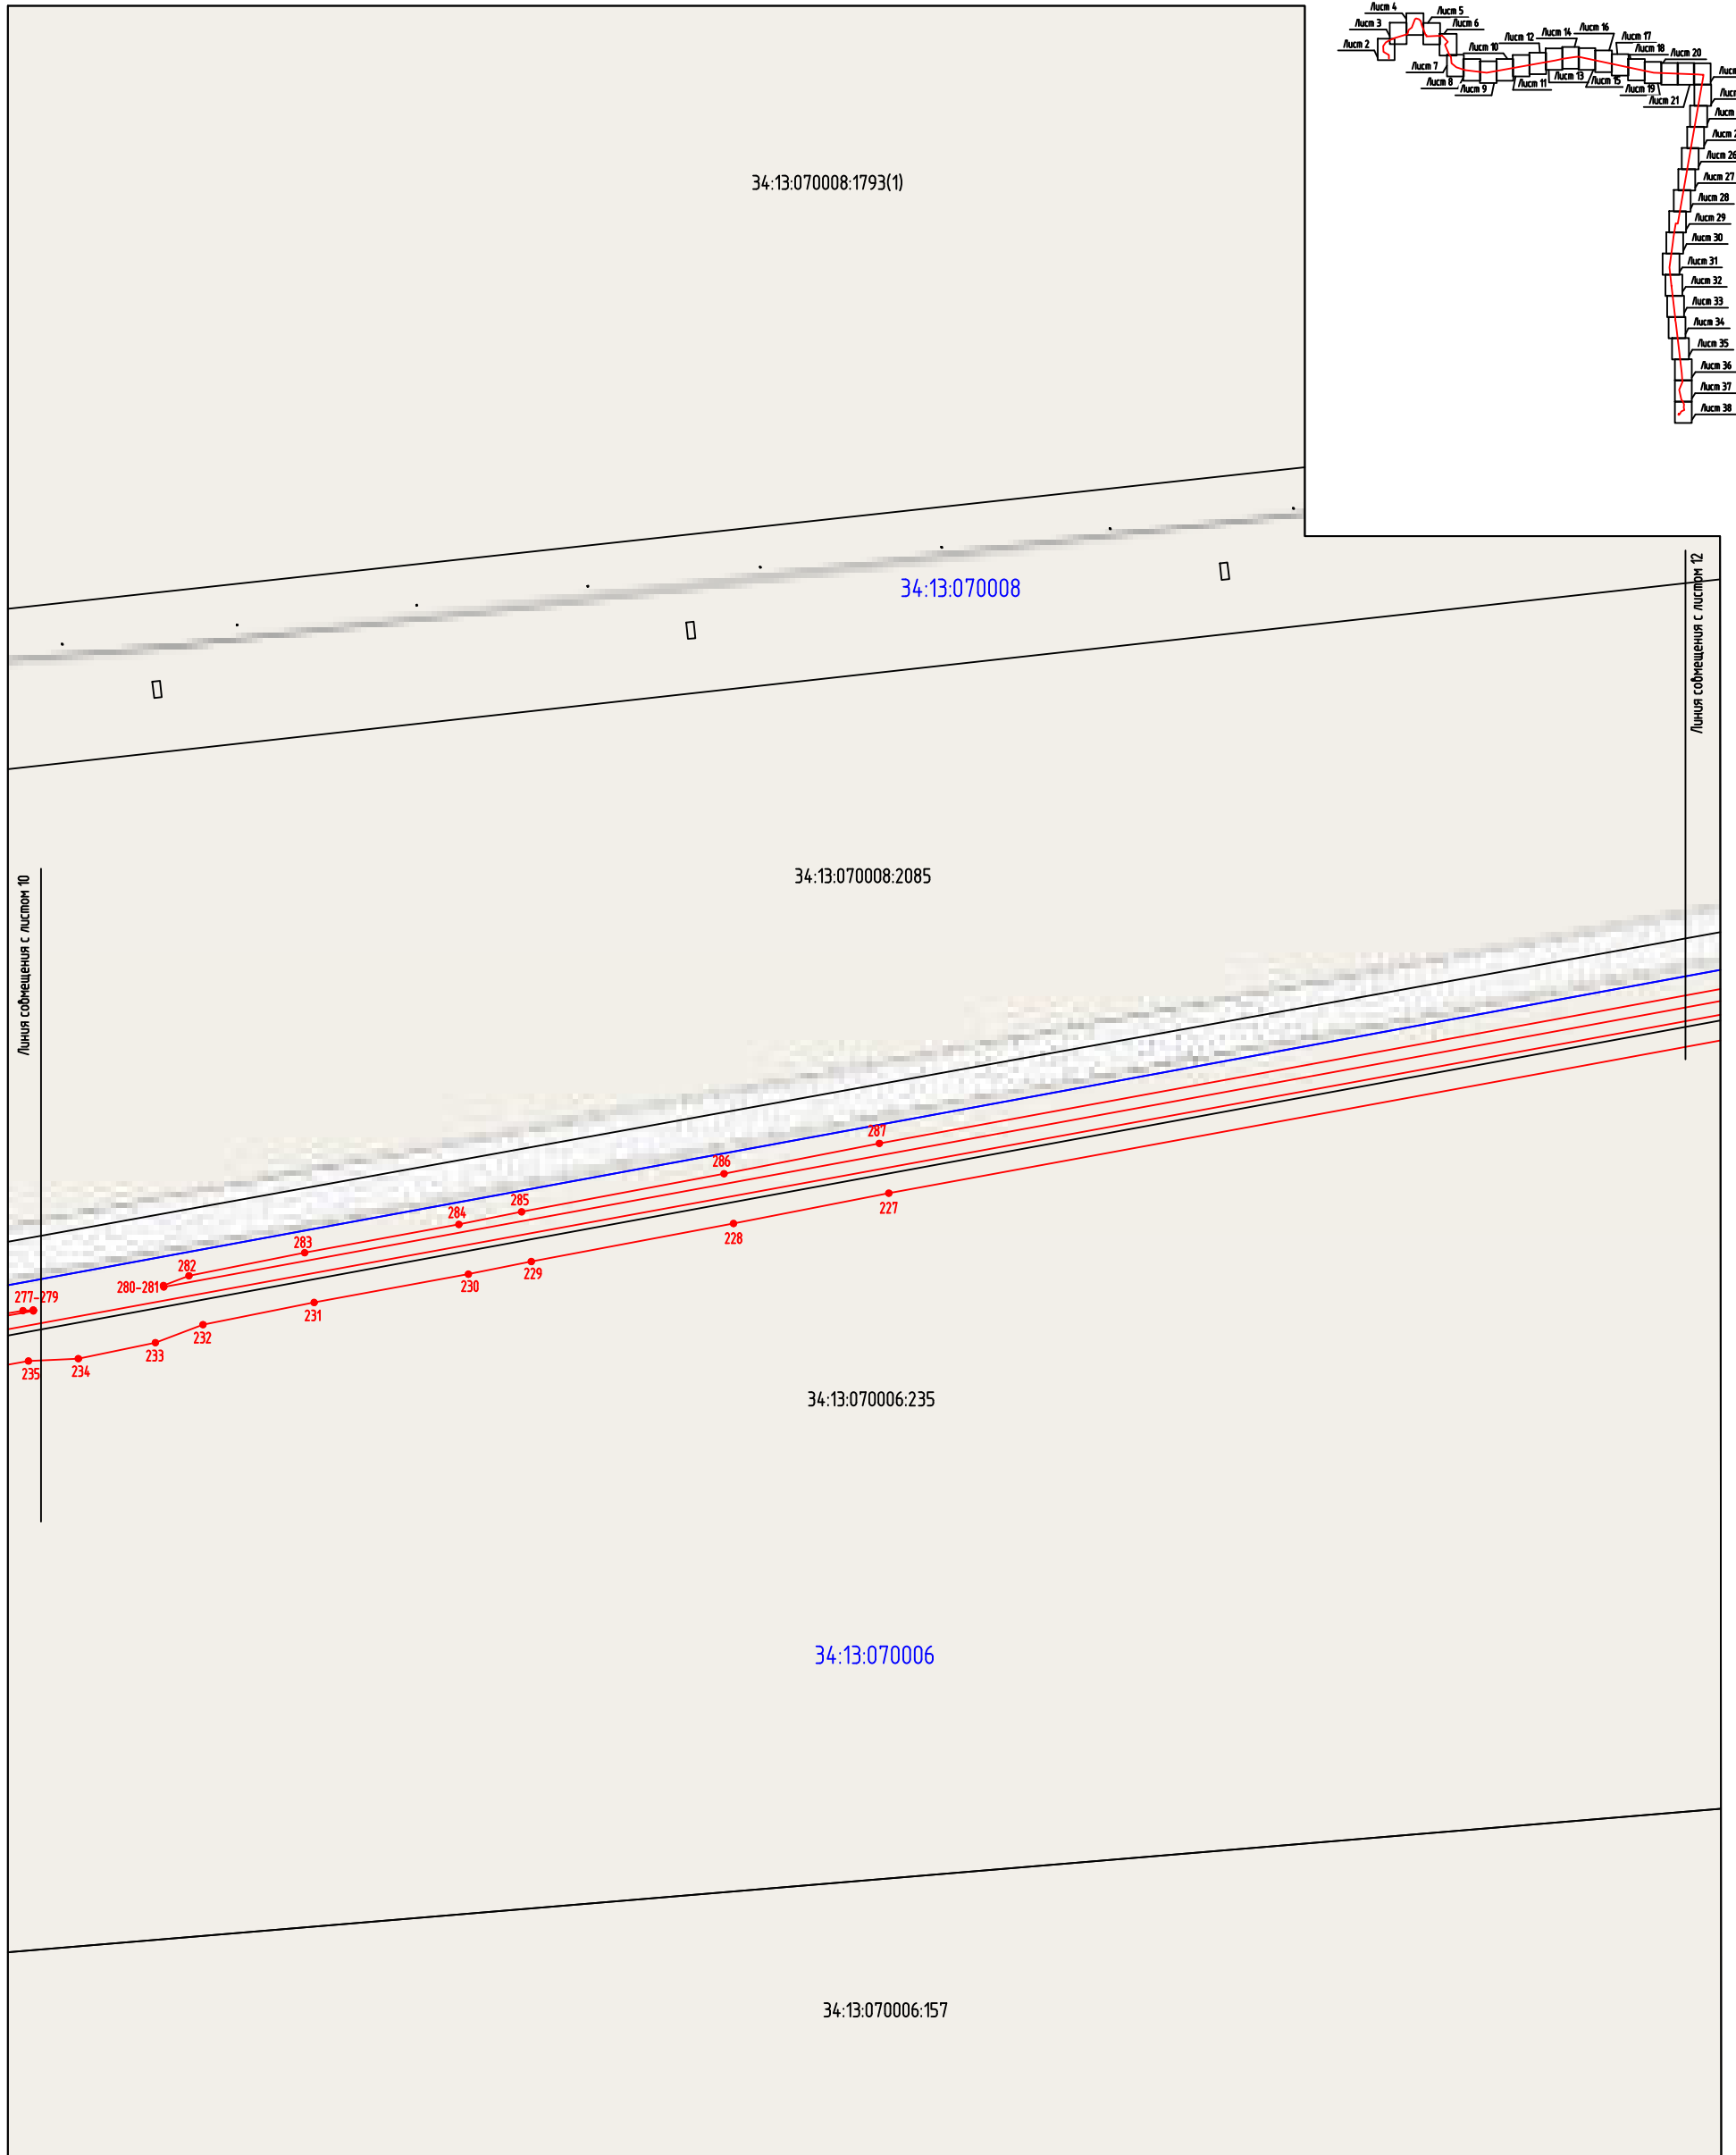 Лист 4
Лист 5
Лист 3
Лист 6
Лист 2
Лист 16
Лист 14
Лист 12
Лист 17
Лист 10
Лист 18
Лист 20
Лист 7
Лист 8
Лист 9
Лист 11
Лист 13
Лист 15
Лист 19
Лист 21
Лист 26
Лист 27
Лист 28
Лист 29
Лист 30
Лист 31
Лист 32
Лист 33
Лист 34
Лист 35
Лист 36
Лист 37
Лист 38
34:13:070008:1793(1)
34:13:070008
Линия совмещения с листом 12
34:13:070008:2085
Линия совмещения с листом 10
287
286
285
284
283
282
280-281
277-279
227
228
229
230
231
232
233
234
235
34:13:070006:235
34:13:070006
34:13:070006:157